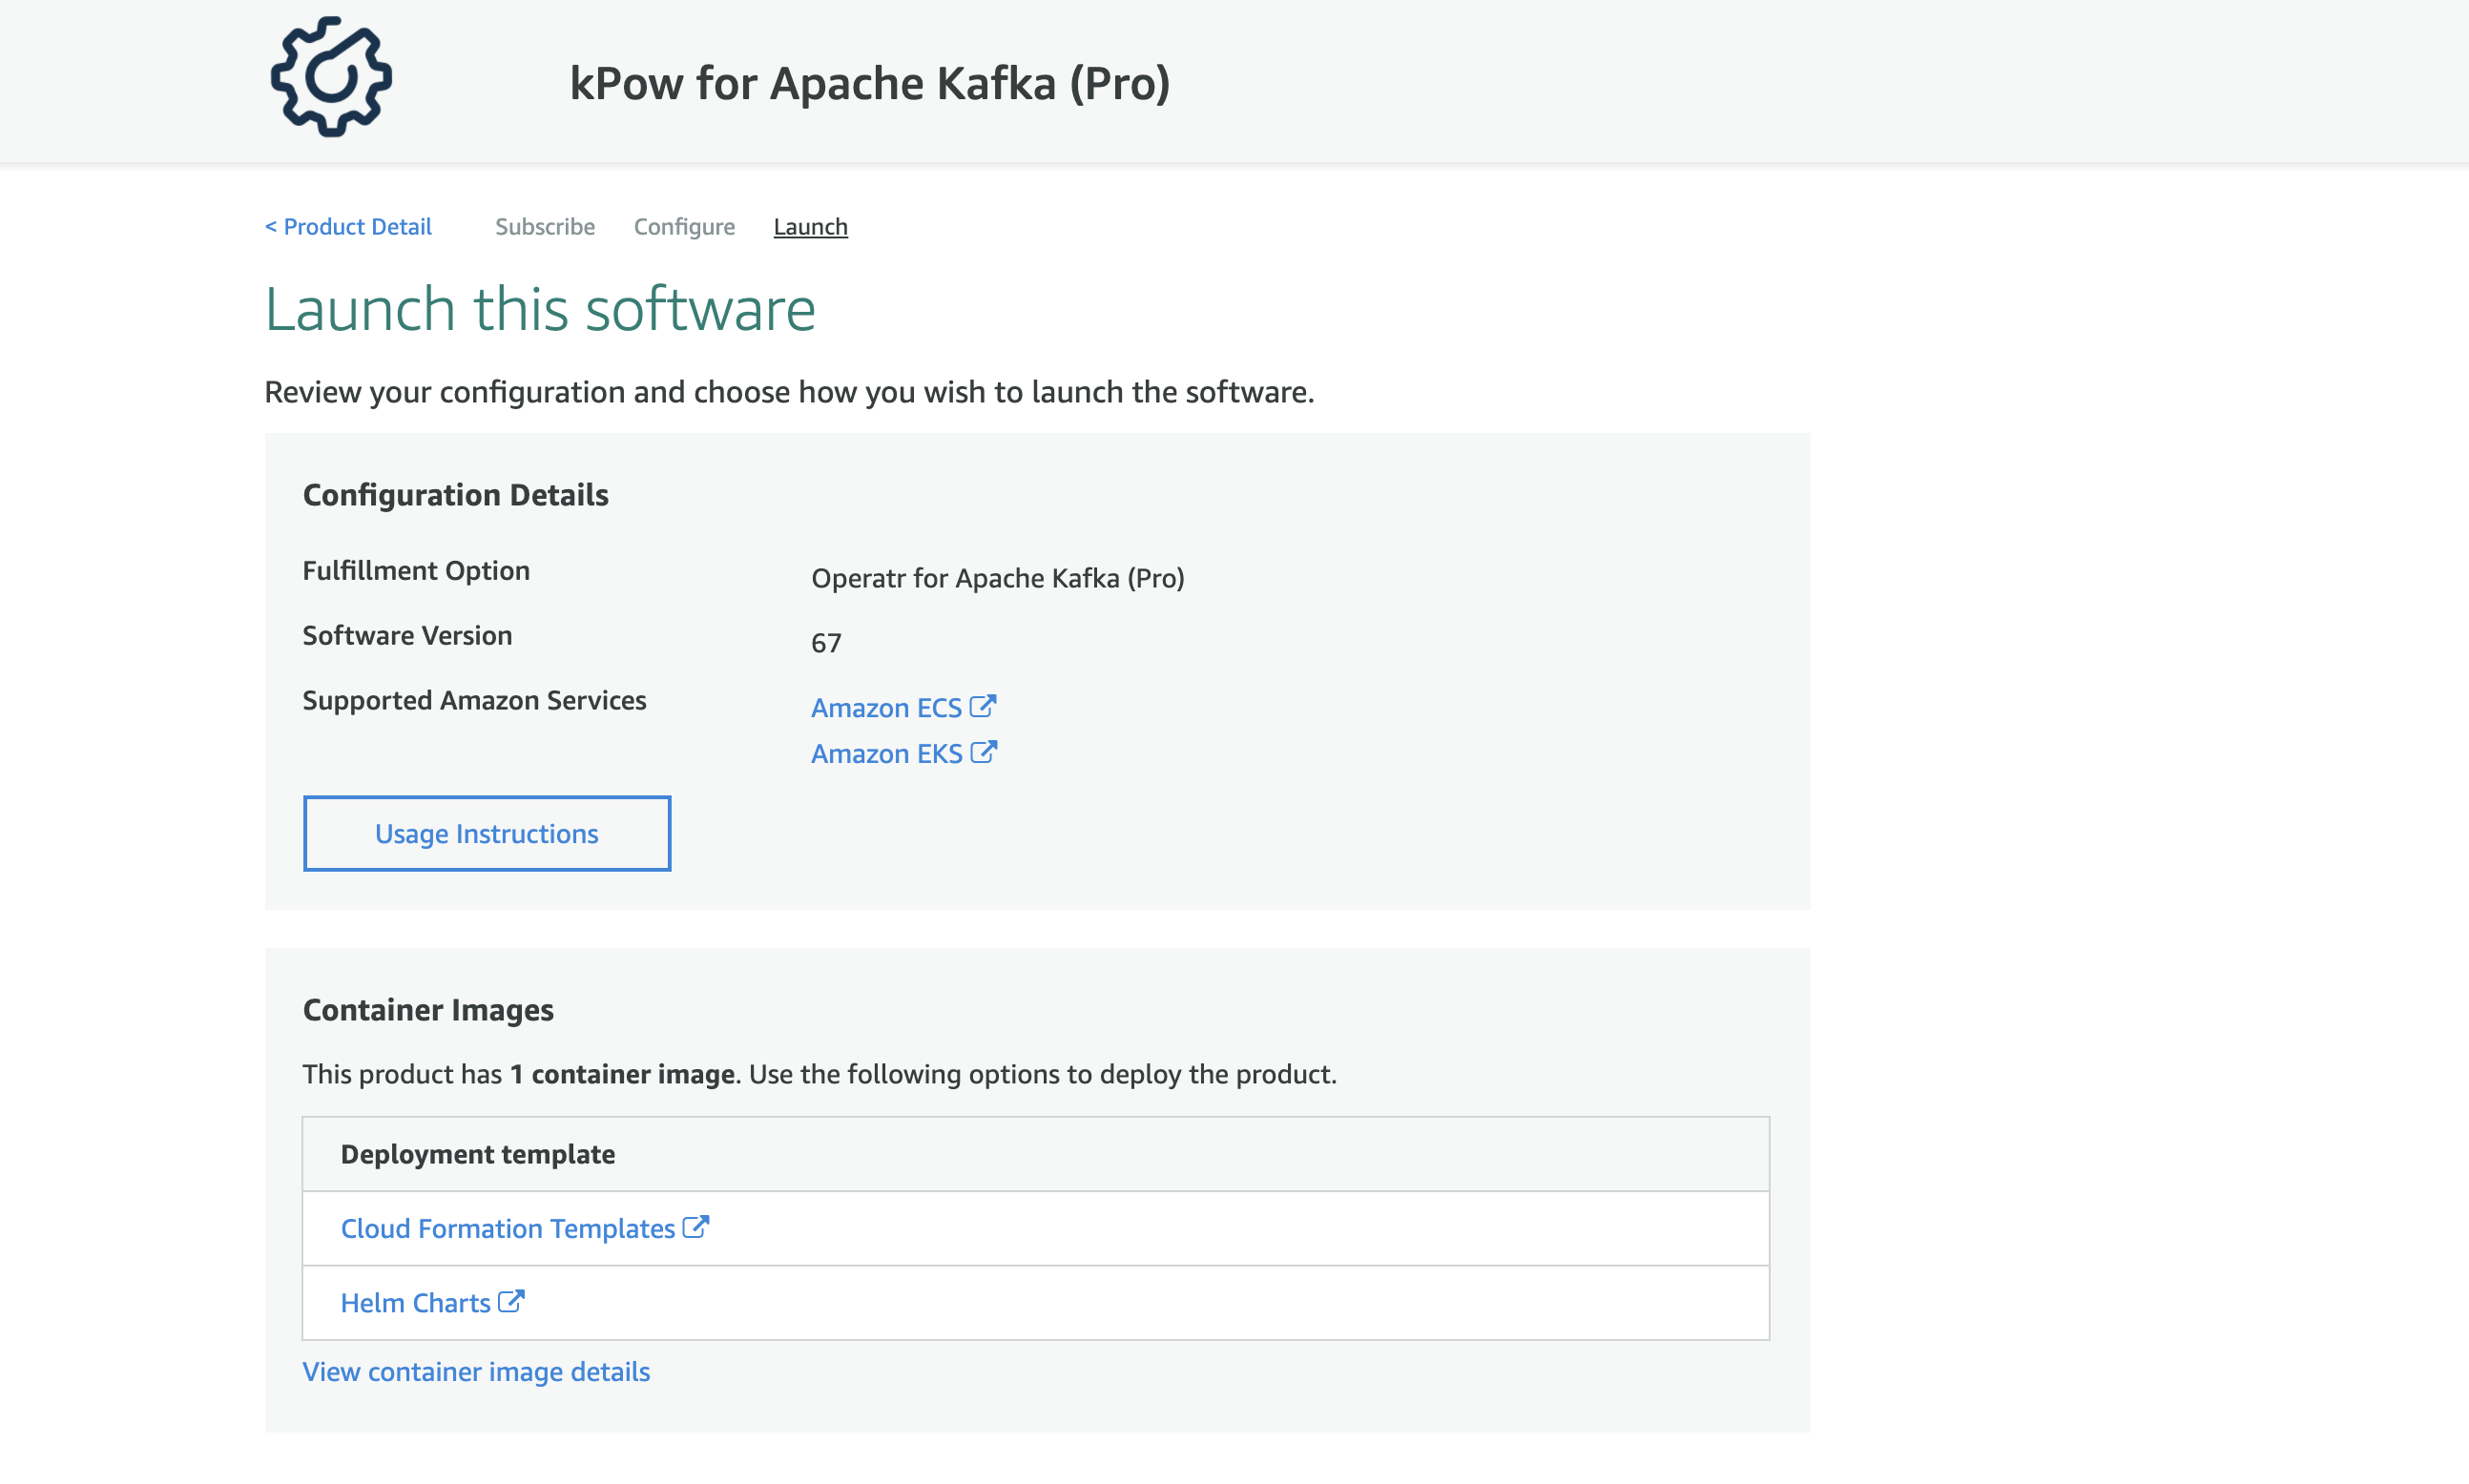 kPow for Apache Kafka (Pro)
< Product Detail Subscribe Configure Launch
Launch this software
Review your configuration and choose how you wish to launch the software.
Configuration Details
Fulfillment Option Operatr for Apache Kafka (Pro)
Software Version 67
Supported Amazon Services Amazon ECS
Amazon EKS
Usage Instructions
Container Images
This product has 1 container image. Use the following options to deploy the product.
Deployment template
Cloud Formation Templates
Helm Charts
View container image details